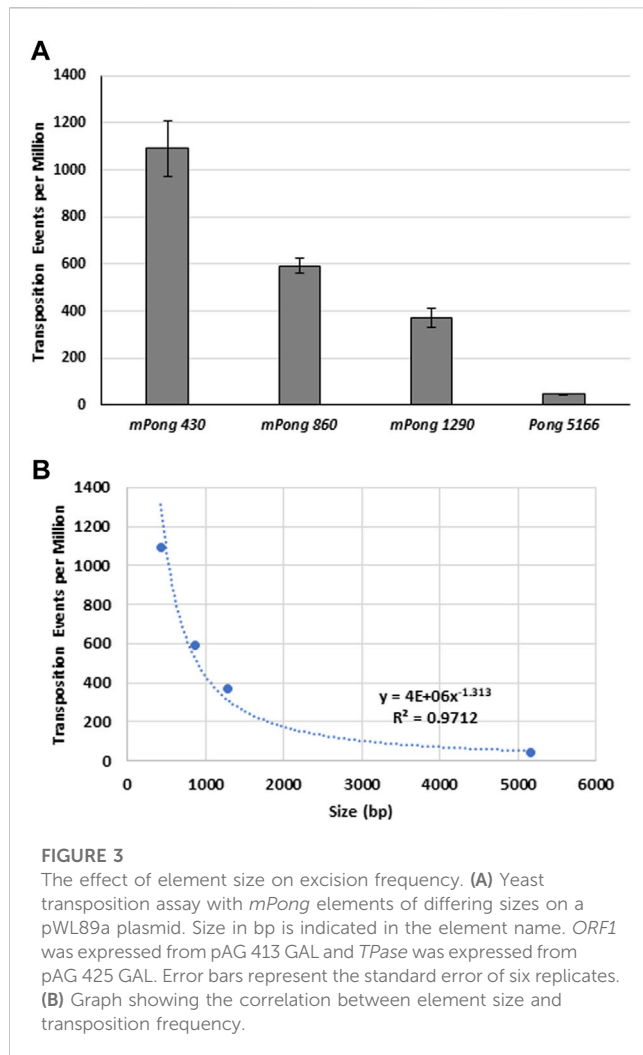 A
1400
1200
1000
800
600
400
200
0
Transposition Events per Million
mPong 430 mPong 860 mPong 1290 Pong 5166
B
1400
1200
1000
800
600
400
200
0
Transposition Events per Million
y = 4E+06x^-1.313
R² = 0.9712
0 1000 2000 3000 4000 5000 6000
Size (bp)
FIGURE 3
The effect of element size on excision frequency. (A) Yeast
transposition assay with mPong elements of differing sizes on a
pWL89a plasmid. Size in bp is indicated in the element name. ORF1
was expressed from pAG 413 GAL and TPase was expressed from
pAG 425 GAL. Error bars represent the standard error of six replicates.
(B) Graph showing the correlation between element size and
transposition frequency.